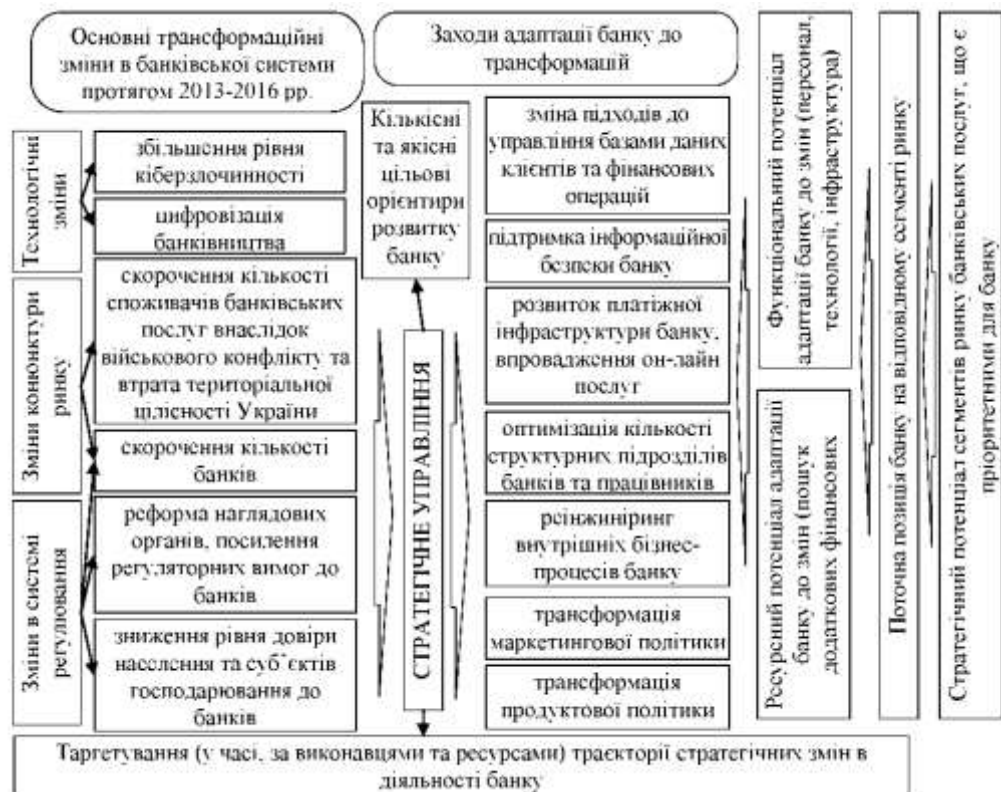 Основні трансформаційні
зміни в банківської системи
протягом 2013-2016 рр.
Заходи адаптації банку до
трансформацій
Технологічні
зміни
збільшення рівня
кіберзлочинності
цифровізація
банківництва
Зміни конюнктури
ринку
скорочення кількості
споживачів банківських
послуг внаслідок
військового конфлікту та
втрата територіальної
цілісності України
скорочення кількості
банків
Зміни в системі
регулювання
реформа наглядових
органів, посилення
регуляторних вимог до
банків
зниження рівня довіри
населення та суб`єктів
господарювання до
банків
Кількісні
та якісні
цільові
орієнтири
розвитку
банку
СТРАТЕГІЧНЕ УПРАВЛІННЯ
зміна підходів до
управління базами даних
клієнтів та фінансових
операцій
підтримка інформаційної
безпеки банку
розвиток платіжної
інфраструктури банку,
впровадження он-лайн
послуг
оптимізація кількості
структурних підрозділів
банків та працівників
реінжиніринг
внутрішніх бізнес-
процесів банку
трансформація
маркетингової політики
трансформація
продуктової політики
Функціональний потенціал
адаптації банку до змін (персонал,
технології, інфраструктура)
Ресурсний потенціал адаптації
банку до змін (пошук
додаткових фінансових
Поточна позиція банку на відповідному сегменті ринку
Стратегічний потенціал сегментів ринку банківських послуг, що є
пріоритетними для банку
Таргетування (у часі, за виконавцями та ресурсами) траєкторії стратегічних змін в
діяльності банку